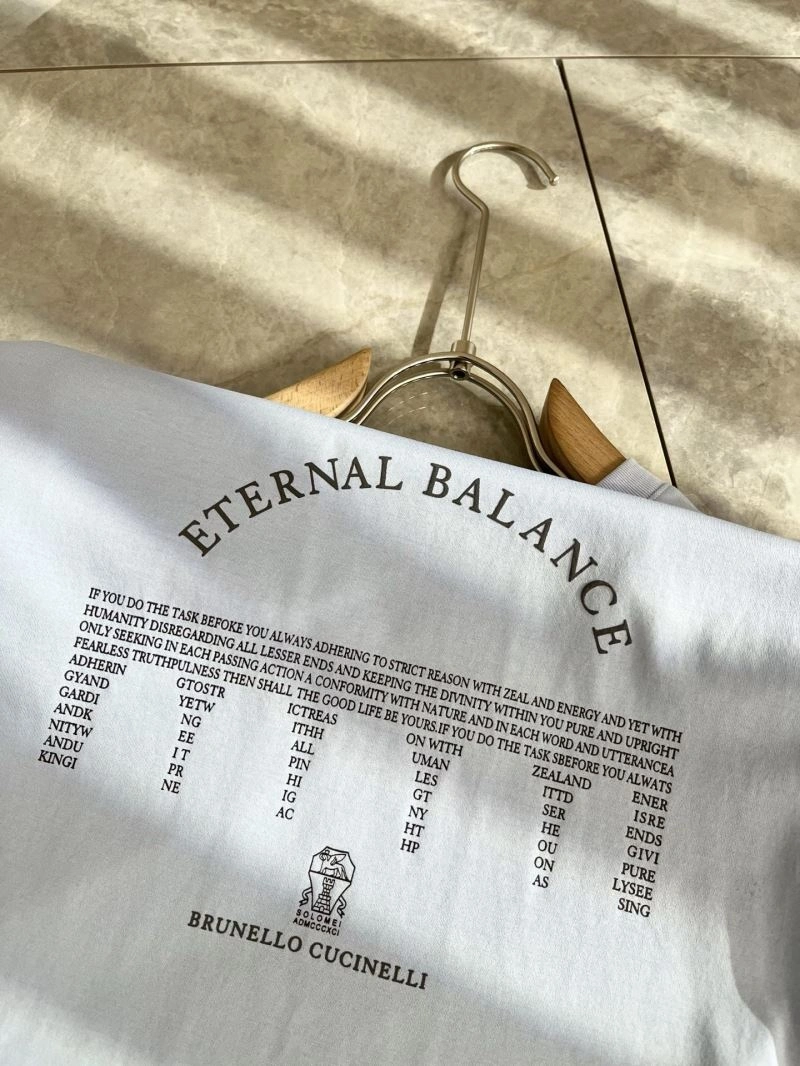 ETERNAL BALANCE
IF YOU DO THE TASK BEFOKE YOU ALWAYS ADHERING TO STRICT REASON WITH ZEAL AND ENERGY AND YET WITH
HUMANITY DISREGARDING ALL LESSER ENDS AND KEEPING THE DIVINITY WITHIN YOU PURE AND UPRIGHT
ONLY SEEKING IN EACH PASSING ACTION A CONFORMITY WITH NATURE AND IN EACH WORD AND UTTERANCEA
FEARLESS TRUTHPULNESS THEN SHALL THE GOOD LIFE BE YOURS.IF YOU DO THE TASK SBEFORE YOU ALWATS
ADHERIN GTOSTR ICTREAS ON WITH ZEALAND ENER
GYAND YETW ITHH UMAN ITTD ISRE
GARDI NG ALL LES SER ENDS
ANDK EE PIN GT HE GIVI
NITYW I T HI NY OU PURE
ANDU PR IG HT ON LYSEE
KINGI NE AC HP AS SING
SOLOMEI
ADMCCCXCI
BRUNELLO CUCINELLI